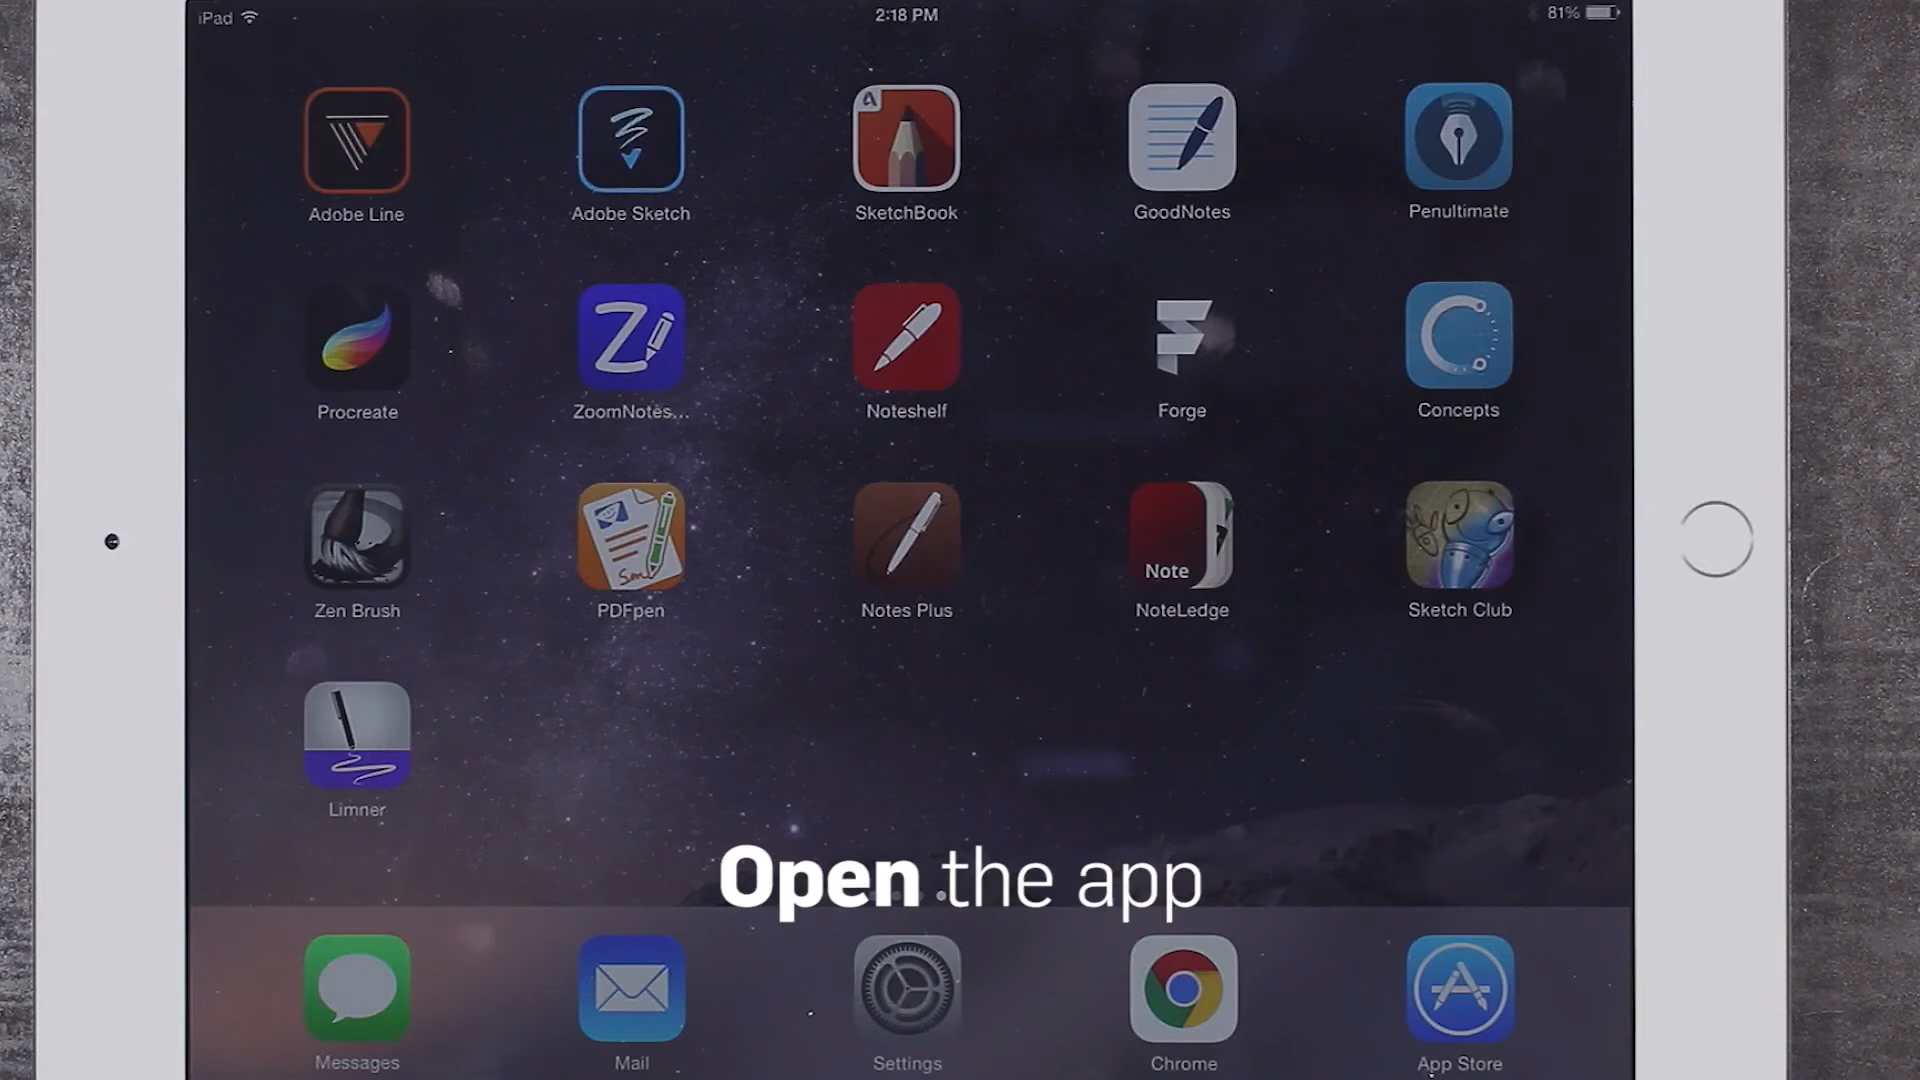 iPad
2:18 PM
81%
Adobe Line
Adobe Sketch
SketchBook
GoodNotes
Penultimate
Procreate
ZoomNotes...
Noteshelf
Forge
Concepts
Zen Brush
PDFpen
Notes Plus
Note
NoteLedge
Sketch Club
Limner
Open the app
Messages
Mail
Settings
Chrome
App Store